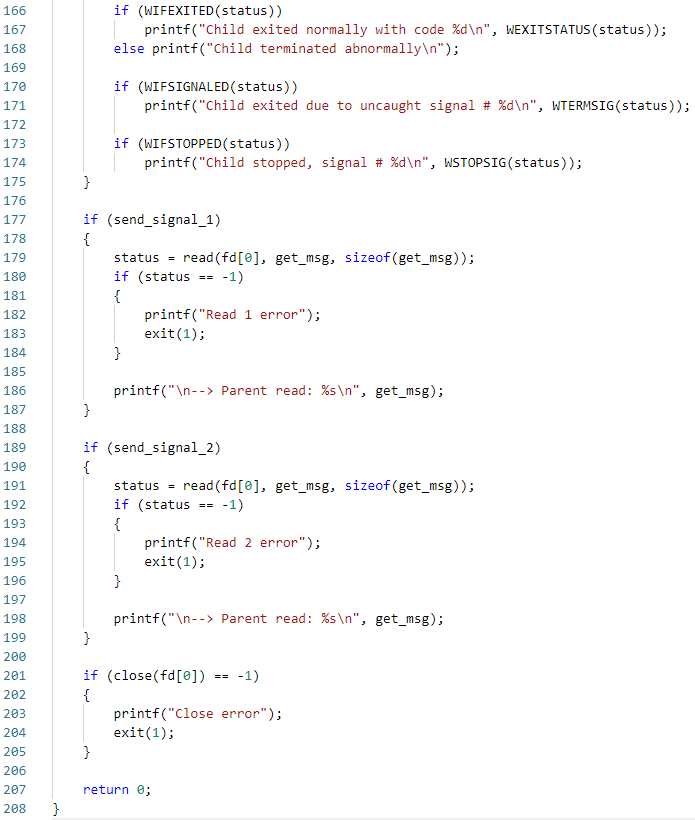 166         if (WIFEXITED(status))
167             printf("Child exited normally with code %d\n", WEXITSTATUS(status));
168         else printf("Child terminated abnormally\n");
169
170         if (WIFSIGNALED(status))
171             printf("Child exited due to uncaught signal # %d\n", WTERMSIG(status));
172
173         if (WIFSTOPPED(status))
174             printf("Child stopped, signal # %d\n", WSTOPSIG(status));
175     }
176
177     if (send_signal_1)
178     {
179         status = read(fd[0], get_msg, sizeof(get_msg));
180         if (status == -1)
181         {
182             printf("Read 1 error");
183             exit(1);
184         }
185
186         printf("\n--> Parent read: %s\n", get_msg);
187     }
188
189     if (send_signal_2)
190     {
191         status = read(fd[0], get_msg, sizeof(get_msg));
192         if (status == -1)
193         {
194             printf("Read 2 error");
195             exit(1);
196         }
197
198         printf("\n--> Parent read: %s\n", get_msg);
199     }
200
201     if (close(fd[0]) == -1)
202     {
203         printf("Close error");
204         exit(1);
205     }
206
207     return 0;
208 }